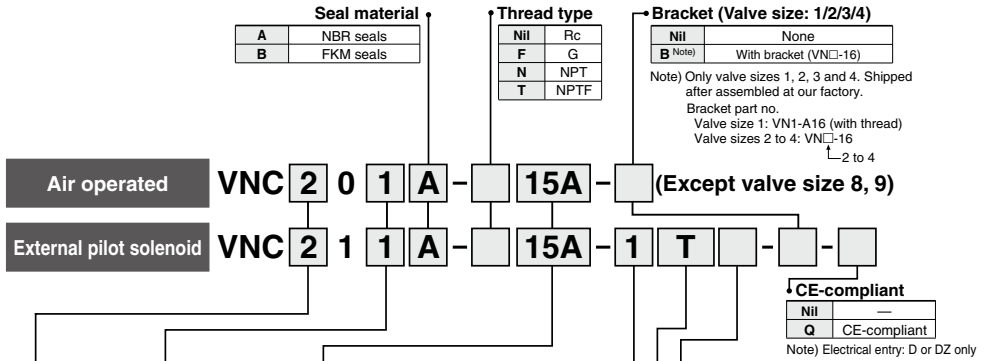 Seal material
A NBR seals
B FKM seals
Thread type
Nil Rc
F G
N NPT
T NPTF
Bracket (Valve size: 1/2/3/4)
Nil None
B Note) With bracket (VN□-16)
Note) Only valve sizes 1, 2, 3 and 4. Shipped
after assembled at our factory.
Bracket part no.
Valve size 1: VN1-A16 (with thread)
Valve sizes 2 to 4: VN□-16
2 to 4
Air operated VNC 2 0 1 A – □ 15A – □ (Except valve size 8, 9)
External pilot solenoid VNC 2 1 1 A – □ 15A – 1 T □ – □ – □
CE-compliant
Nil —
Q CE-compliant
Note) Electrical entry: D or DZ only